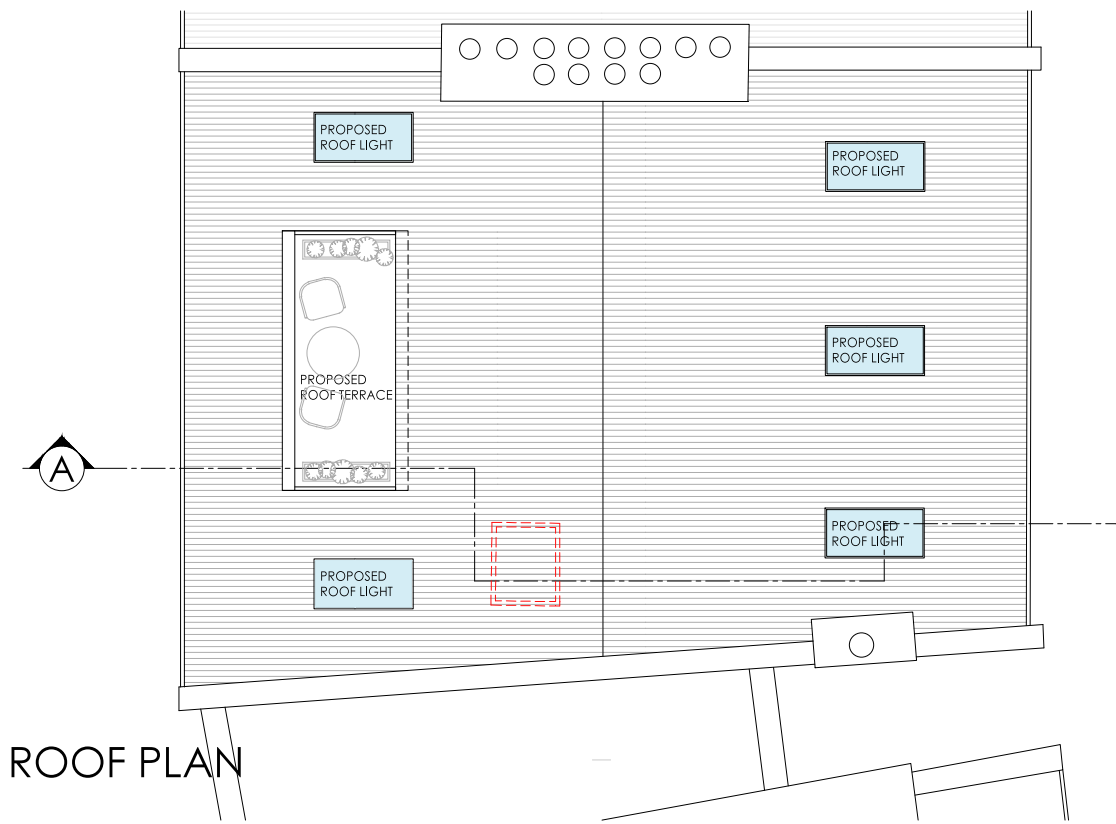 PROPOSED
ROOF LIGHT
PROPOSED
ROOF LIGHT
PROPOSED
ROOF LIGHT
PROPOSED
ROOF TERRACE
A
PROPOSED
ROOF LIGHT
PROPOSED
ROOF LIGHT
ROOF PLAN